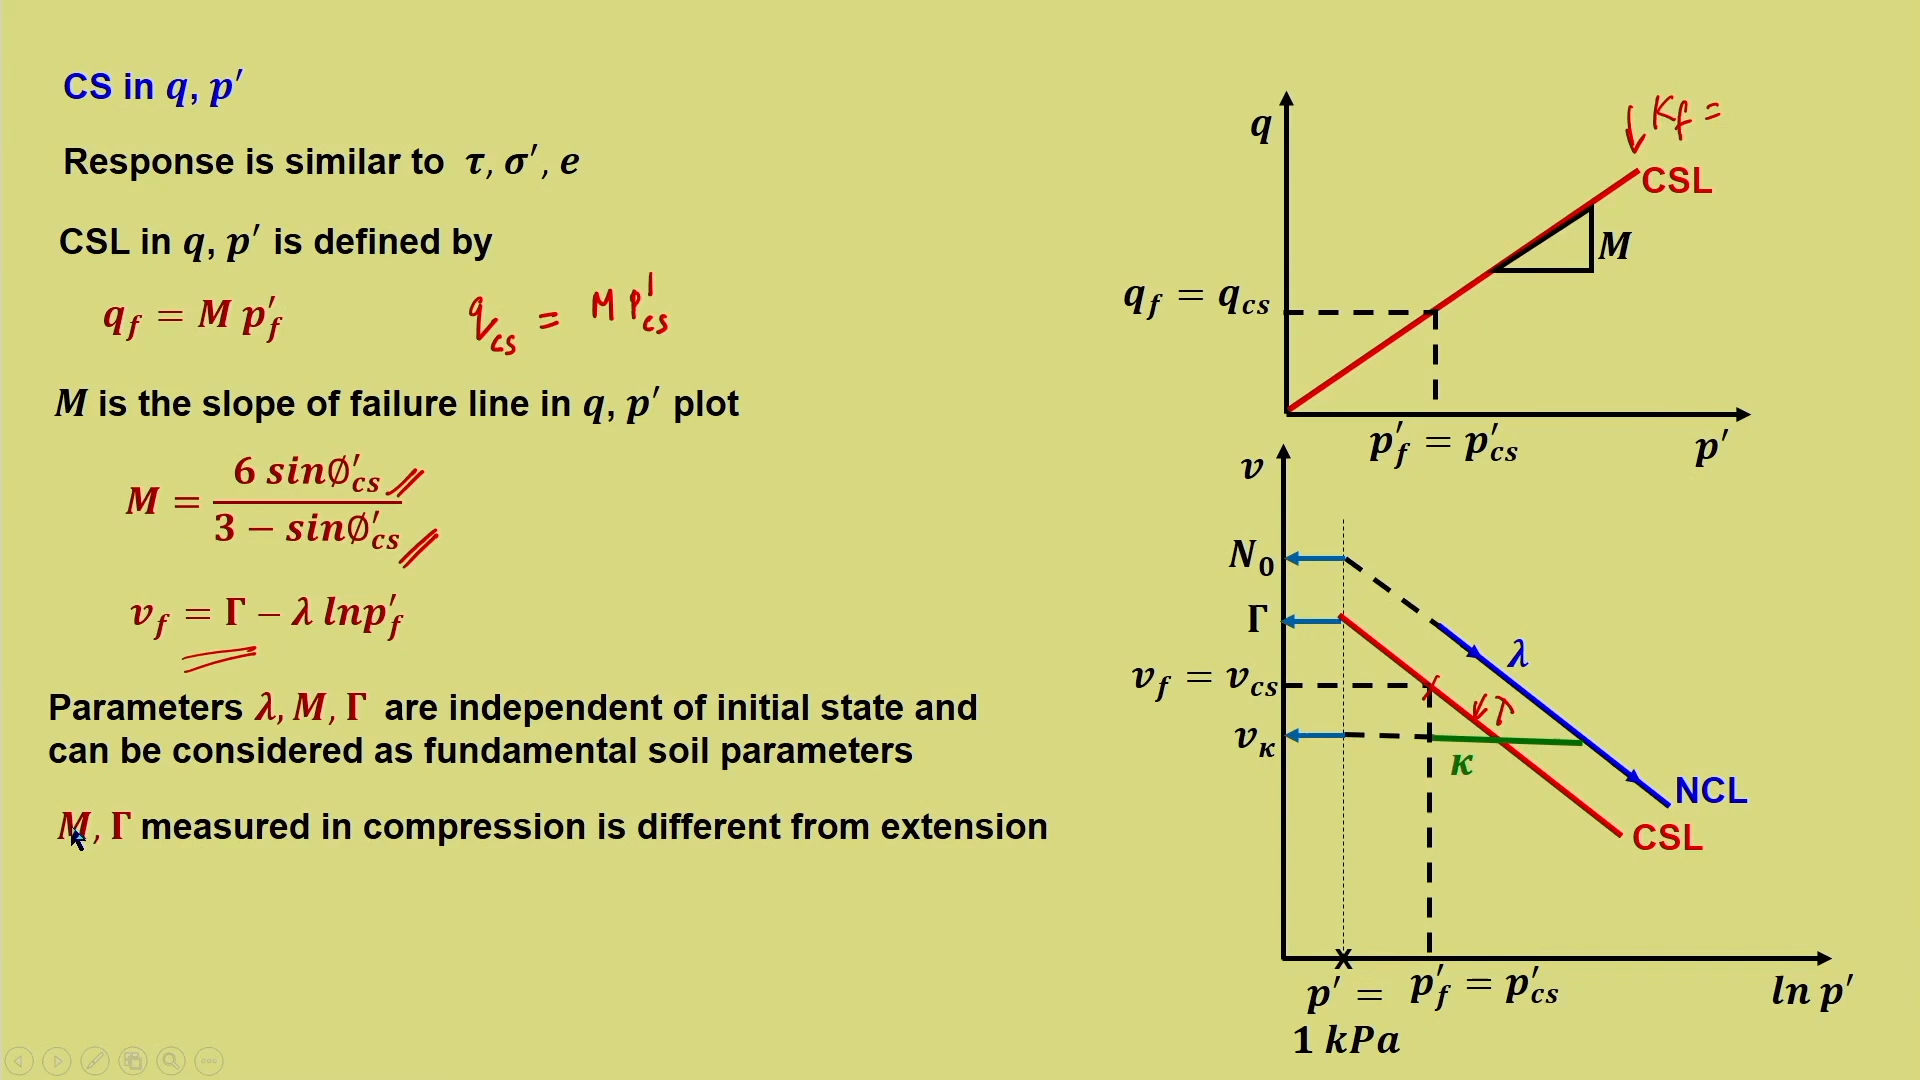 CS in q, p′
Response is similar to τ, σ′, e
CSL in q, p′ is defined by
q_f = M p′_f
q_cs = M p′_cs
M is the slope of failure line in q, p′ plot
M = 6 sin∅′_cs / 3 − sin∅′_cs
v_f = Γ − λ lnp′_f
Parameters λ, M, Γ are independent of initial state and
can be considered as fundamental soil parameters
M, Γ measured in compression is different from extension
q
K_f =
CSL
M
q_f = q_cs
p′_f = p′_cs
p′
v
N_0
Γ
λ
v_f = v_cs
v_κ
κ
NCL
CSL
x
p′ =
1 kPa
p′_f = p′_cs
ln p′